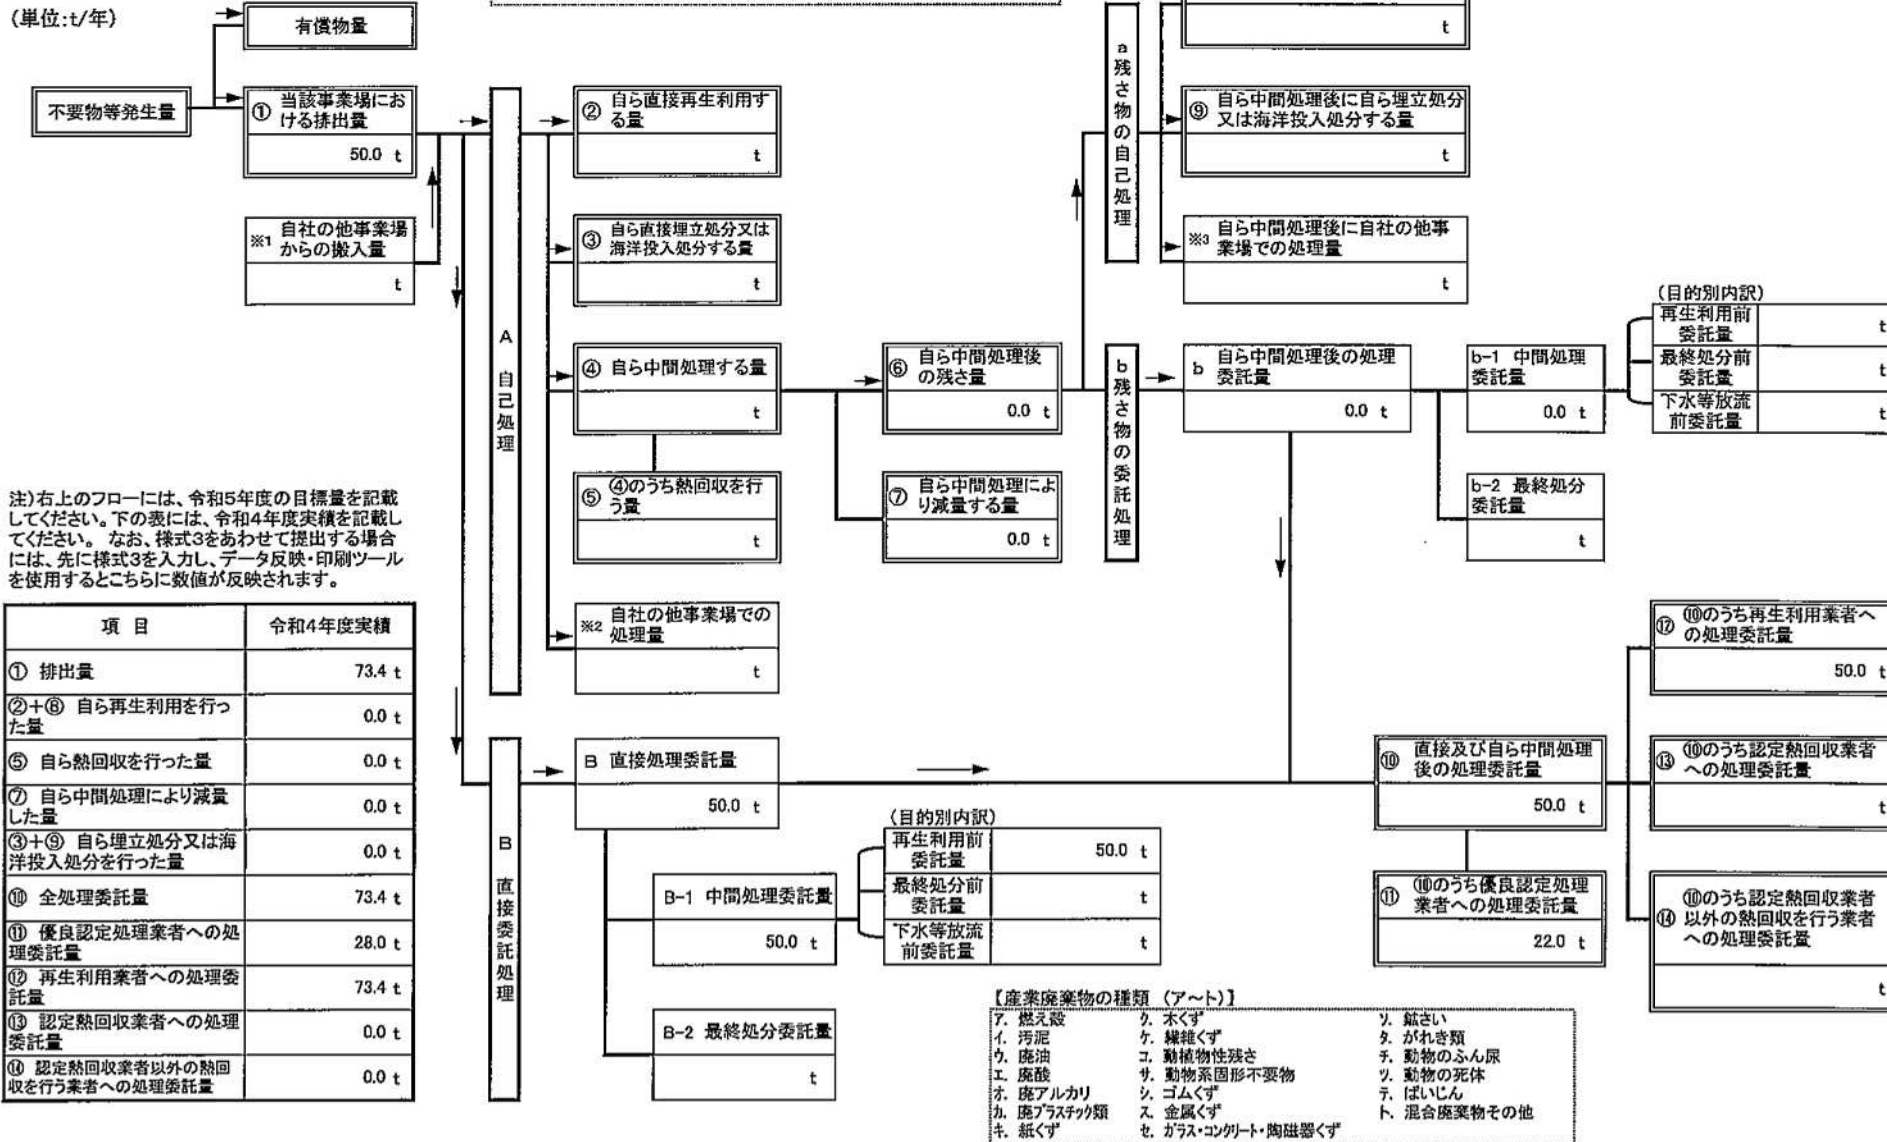 (単位:t/年)
有償物量
不要物等発生量
① 当該事業場にお
ける排出量
50.0 t
※1 自社の他事業場
からの搬入量
t
A 自己処理
② 自ら直接再生利用す
る量
t
③ 自ら直接埋立処分又は
海洋投入処分する量
t
④ 自ら中間処理する量
t
⑤ ④のうち熱回収を行
う量
t
※2 自社の他事業場での
処理量
t
⑥ 自ら中間処理後
の残さ量
0.0 t
⑦ 自ら中間処理によ
り減量する量
0.0 t
a 残さ物の自己処理
t
⑨ 自ら中間処理後に自ら埋立処分
又は海洋投入処分する量
t
※3 自ら中間処理後に自社の他事
業場での処理量
t
b 残さ物の委託処理
b 自ら中間処理後の処理
委託量
0.0 t
b-1 中間処理
委託量
0.0 t
b-2 最終処分
委託量
t
(目的別内訳)
再生利用前
委託量
t
最終処分前
委託量
t
下水等放流
前委託量
t
注)右上のフローには、令和5年度の目標量を記載
してください。下の表には、令和4年度実績を記載し
てください。 なお、様式3をあわせて提出する場合
には、先に様式3を入力し、データ反映・印刷ツール
を使用するとこちらに数値が反映されます。
項 目 令和4年度実績
① 排出量 73.4 t
②+⑧ 自ら再生利用を行っ
た量 0.0 t
⑤ 自ら熱回収を行った量 0.0 t
⑦ 自ら中間処理により減量
した量 0.0 t
③+⑨ 自ら埋立処分又は海
洋投入処分を行った量 0.0 t
⑩ 全処理委託量 73.4 t
⑪ 優良認定処理業者への処
理委託量 28.0 t
⑫ 再生利用業者への処理委
託量 73.4 t
⑬ 認定熱回収業者への処理
委託量 0.0 t
⑭ 認定熱回収業者以外の熱回
収を行う業者への処理委託量 0.0 t
B 直接委託処理
B 直接処理委託量
50.0 t
B-1 中間処理委託量
50.0 t
B-2 最終処分委託量
t
(目的別内訳)
再生利用前
委託量
50.0 t
最終処分前
委託量
t
下水等放流
前委託量
t
⑩ 直接及び自ら中間処理
後の処理委託量
50.0 t
⑪ ⑩のうち優良認定処理
業者への処理委託量
22.0 t
⑫ ⑩のうち再生利用業者へ
の処理委託量
50.0 t
⑬ ⑩のうち認定熱回収業者
への処理委託量
t
⑭ ⑩のうち認定熱回収業者
以外の熱回収を行う業者
への処理委託量
t
【産業廃棄物の種類 (ア～ト)】
ア. 燃え殻 ク. 木くず ソ. 鉱さい
イ. 汚泥 ケ. 繊維くず タ. がれき類
ウ. 廃油 コ. 動植物性残さ チ. 動物のふん尿
エ. 廃酸 サ. 動物系固形不要物 ツ. 動物の死体
オ. 廃アルカリ シ. ゴムくず テ. ばいじん
カ. 廃プラスチック類 ス. 金属くず ト. 混合廃棄物その他
キ. 紙くず セ. ガラス・コンクリート・陶磁器くず